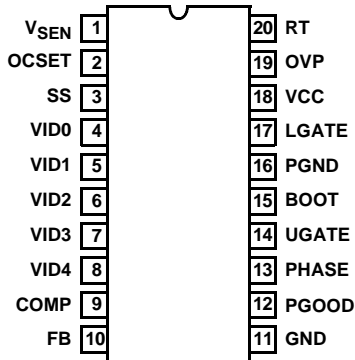 VSEN 1 20 RT
OCSET 2 19 OVP
SS 3 18 VCC
VID0 4 17 LGATE
VID1 5 16 PGND
VID2 6 15 BOOT
VID3 7 14 UGATE
VID4 8 13 PHASE
COMP 9 12 PGOOD
FB 10 11 GND